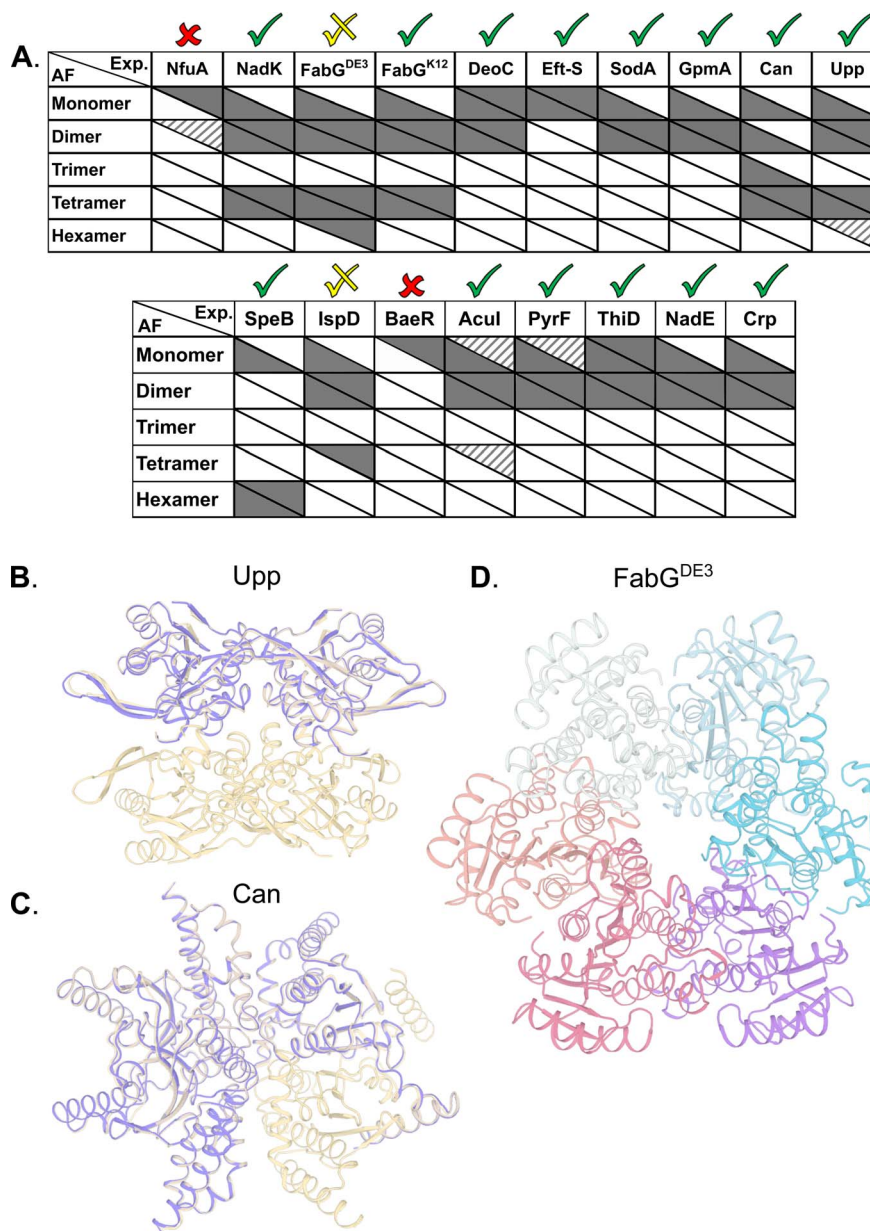 A.
Exp.
AF
NfuA NadK FabG^DE3 FabG^K12 DeoC Eft-S SodA GpmA Can Upp
Monomer
Dimer
Trimer
Tetramer
Hexamer
Exp.
AF
SpeB IspD BaeR AcuI PyrF ThiD NadE Crp
Monomer
Dimer
Trimer
Tetramer
Hexamer
B. Upp
D. FabG^DE3
C. Can